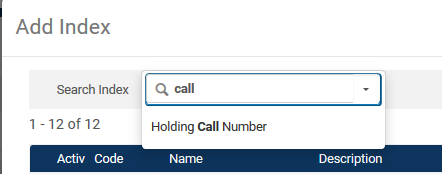 Add Index
Search Index call
Holding Call Number
1 - 12 of 12
Activ Code Name Description